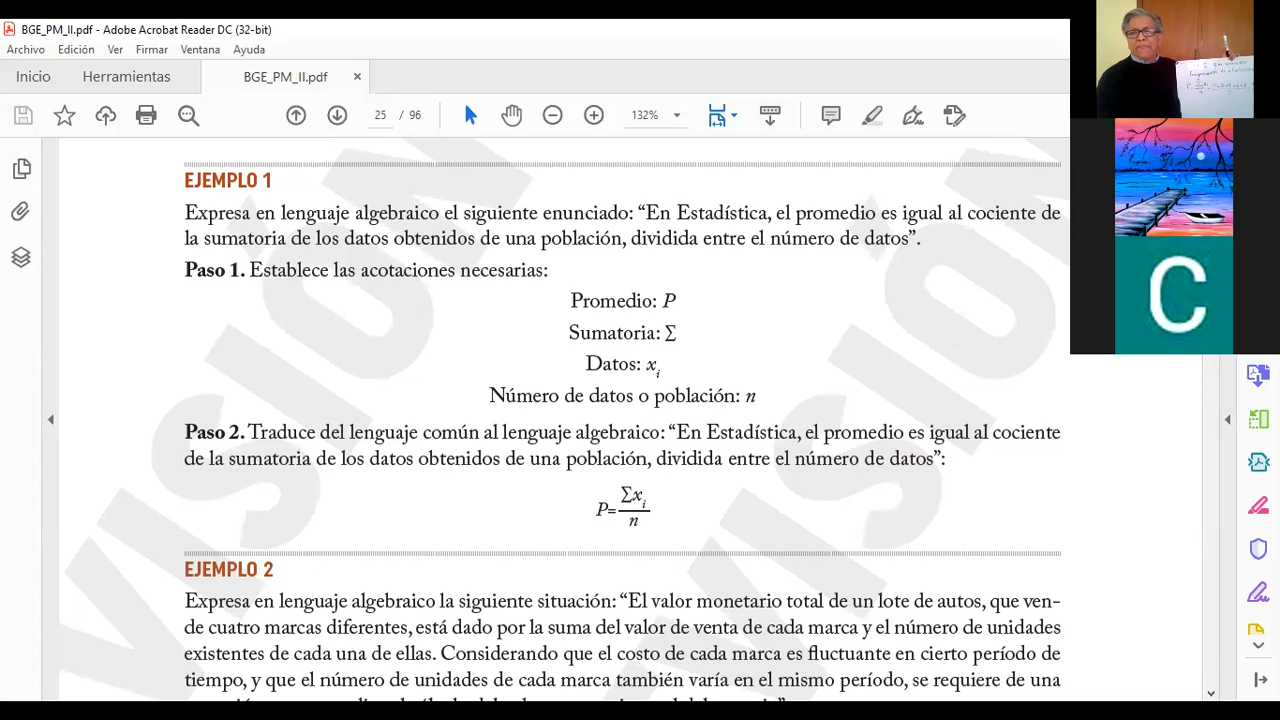 BGE_PM_II.pdf - Adobe Acrobat Reader DC (32-bit)
Archivo Edición Ver Firmar Ventana Ayuda
Inicio Herramientas BGE_PM_II.pdf ×
25 / 96 132%
EJEMPLO 1
Expresa en lenguaje algebraico el siguiente enunciado: “En Estadística, el promedio es igual al cociente de
la sumatoria de los datos obtenidos de una población, dividida entre el número de datos”.
Paso 1. Establece las acotaciones necesarias:
Promedio: P
Sumatoria: ∑
Datos: xᵢ
Número de datos o población: n
Paso 2. Traduce del lenguaje común al lenguaje algebraico: “En Estadística, el promedio es igual al cociente
de la sumatoria de los datos obtenidos de una población, dividida entre el número de datos”:
P=∑xᵢ/n
EJEMPLO 2
Expresa en lenguaje algebraico la siguiente situación: “El valor monetario total de un lote de autos, que ven-
de cuatro marcas diferentes, está dado por la suma del valor de venta de cada marca y el número de unidades
existentes de cada una de ellas. Considerando que el costo de cada marca es fluctuante en cierto período de
tiempo, y que el número de unidades de cada marca también varía en el mismo período, se requiere de una
VISIÓN
VISIÓN
C